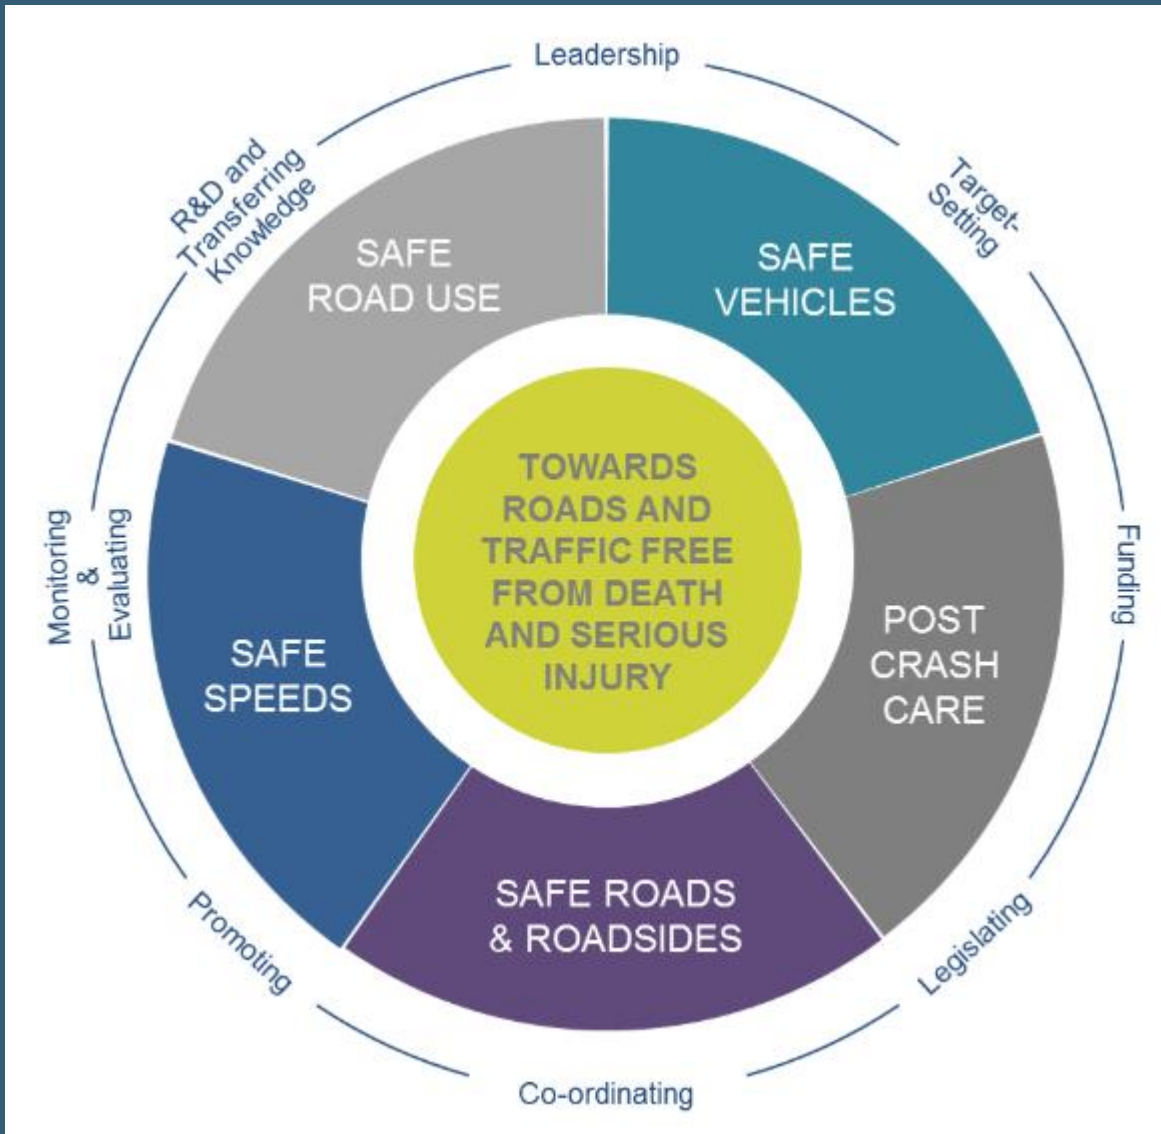 Leadership
Target-
Setting
Funding
Legislating
Co-ordinating
Promoting
Monitoring
&
Evaluating
R&D and
Transferring
Knowledge
SAFE
VEHICLES
POST
CRASH
CARE
SAFE ROADS
& ROADSIDES
SAFE
SPEEDS
SAFE
ROAD USE
TOWARDS
ROADS AND
TRAFFIC FREE
FROM DEATH
AND SERIOUS
INJURY